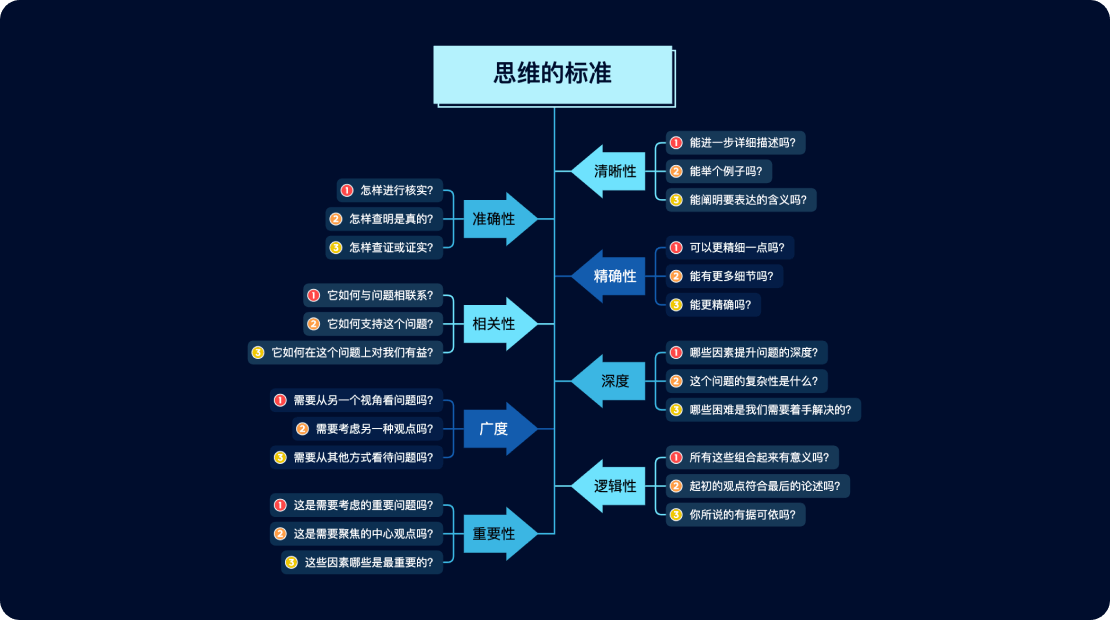 思维的标准
清晰性
1 能进一步详细描述吗?
2 能举个例子吗?
3 能阐明要表达的含义吗?
准确性
1 怎样进行核实?
2 怎样查明是真的?
3 怎样查证或证实?
精确性
1 可以更精细一点吗?
2 能有更多细节吗?
3 能更精确吗?
相关性
1 它如何与问题相联系?
2 它如何支持这个问题?
3 它如何在这个问题上对我们有益?
深度
1 哪些因素提升问题的深度?
2 这个问题的复杂性是什么?
3 哪些困难是我们需要着手解决的?
广度
1 需要从另一个视角看问题吗?
2 需要考虑另一种观点吗?
3 需要从其他方式看待问题吗?
逻辑性
1 所有这些组合起来有意义吗?
2 起初的观点符合最后的论述吗?
3 你所说的有据可依吗?
重要性
1 这是需要考虑的重要问题吗?
2 这是需要聚焦的中心观点吗?
3 这些因素哪些是最重要的?